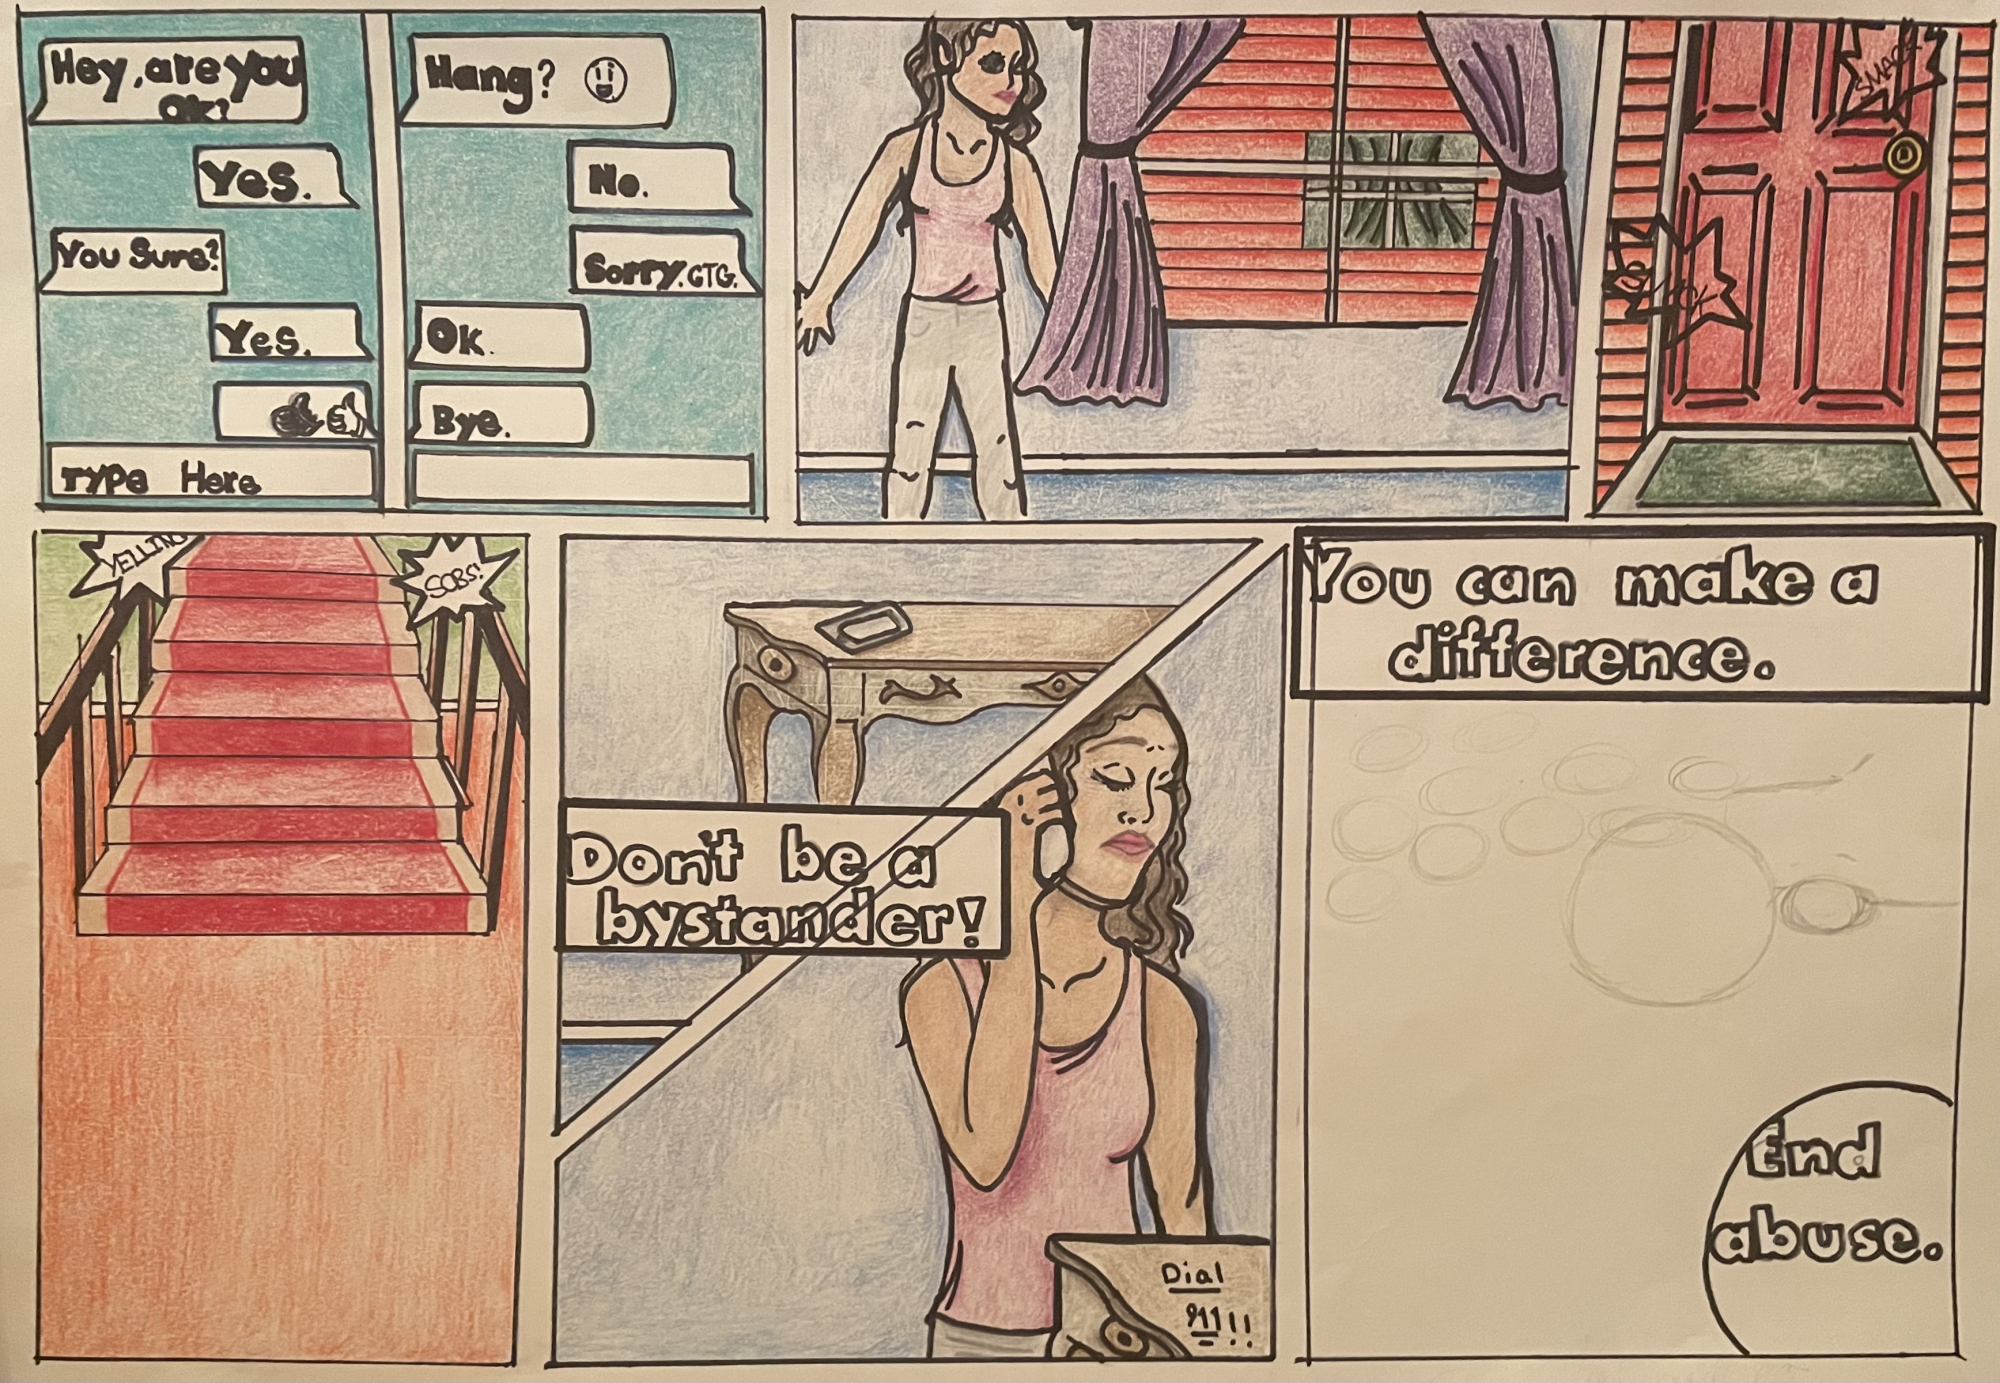 Hey, are you
Ok?
Yes.
You Sure?
Yes.
Type Here
Hang?
No.
Sorry. GTG.
Ok.
Bye.
SMACK
YELLING
SOBS!
Don't be a
bystander!
Dial
911!!
You can make a
difference.
End
abuse.